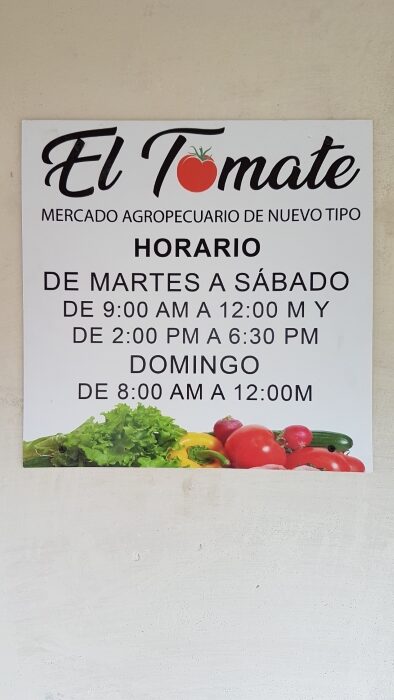 El Tomate
MERCADO AGROPECUARIO DE NUEVO TIPO
HORARIO
DE MARTES A SÁBADO
DE 9:00 AM A 12:00 M Y
DE 2:00 PM A 6:30 PM
DOMINGO
DE 8:00 AM A 12:00M